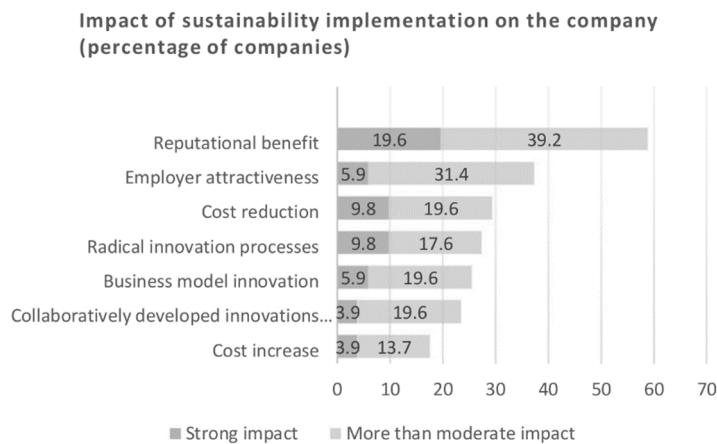 Impact of sustainability implementation on the company
(percentage of companies)
Reputational benefit 19.6 39.2
Employer attractiveness 5.9 31.4
Cost reduction 9.8 19.6
Radical innovation processes 9.8 17.6
Business model innovation 5.9 19.6
Collaboratively developed innovations... 3.9 19.6
Cost increase 3.9 13.7
0 10 20 30 40 50 60 70
Strong impact More than moderate impact